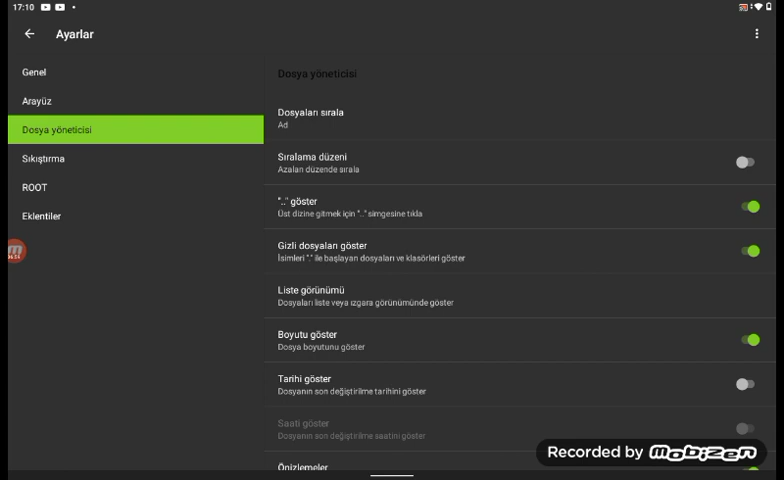 17:10
Ayarlar
Genel
Arayüz
Dosya yöneticisi
Sıkıştırma
ROOT
Eklentiler
Dosya yöneticisi
Dosyaları sırala
Ad
Sıralama düzeni
Azalan düzende sırala
".." göster
Üst dizine gitmek için ".." simgesine tıkla
Gizli dosyaları göster
İsimleri "." ile başlayan dosyaları ve klasörleri göster
Liste görünümü
Dosyaları liste veya ızgara görünümünde göster
Boyutu göster
Dosya boyutunu göster
Tarihi göster
Dosyanın son değiştirilme tarihini göster
Saati göster
Dosyanın son değiştirilme saatini göster
Önizlemeler
Recorded by mobizen